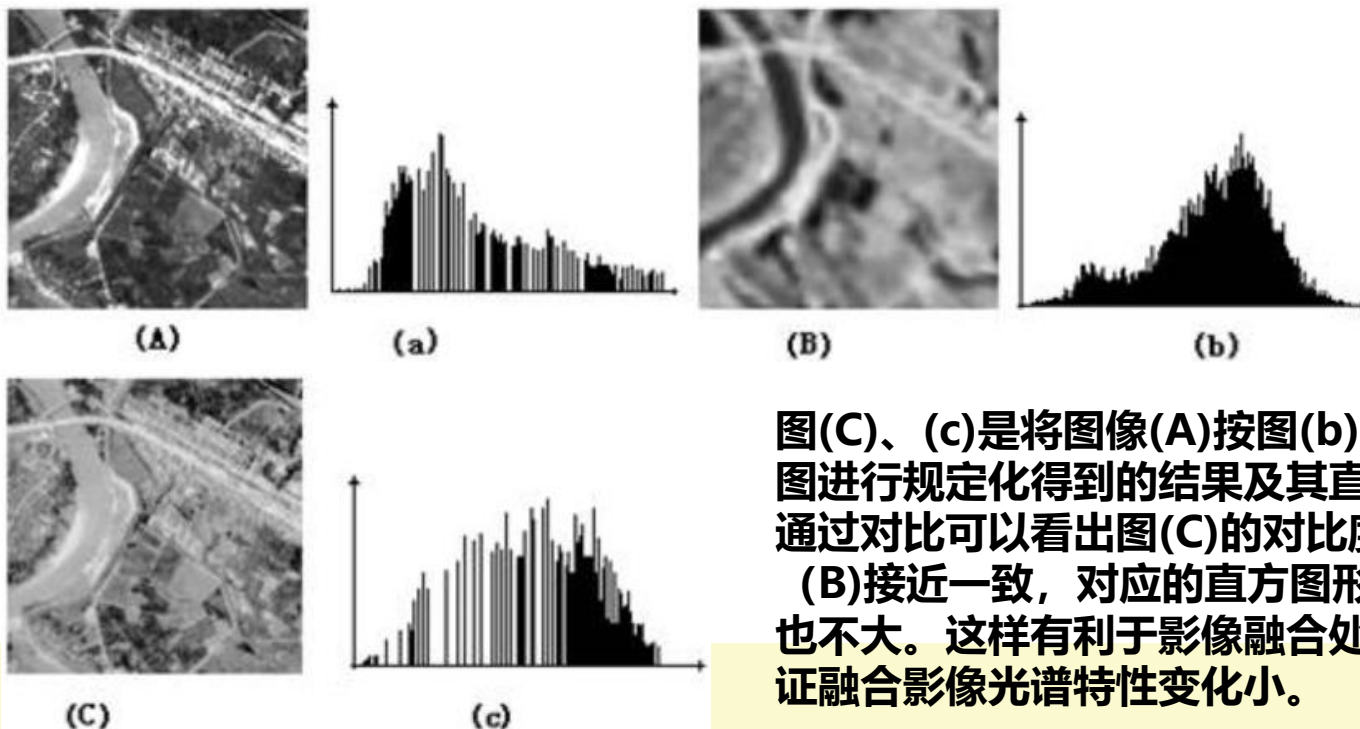 (A)
(a)
(B)
(b)
图(C)、(c)是将图像(A)按图(b)
图进行规定化得到的结果及其直
通过对比可以看出图(C)的对比
(B)接近一致，对应的直方图形
也不大。这样有利于影像融合处
证融合影像光谱特性变化小。
(C)
(c)